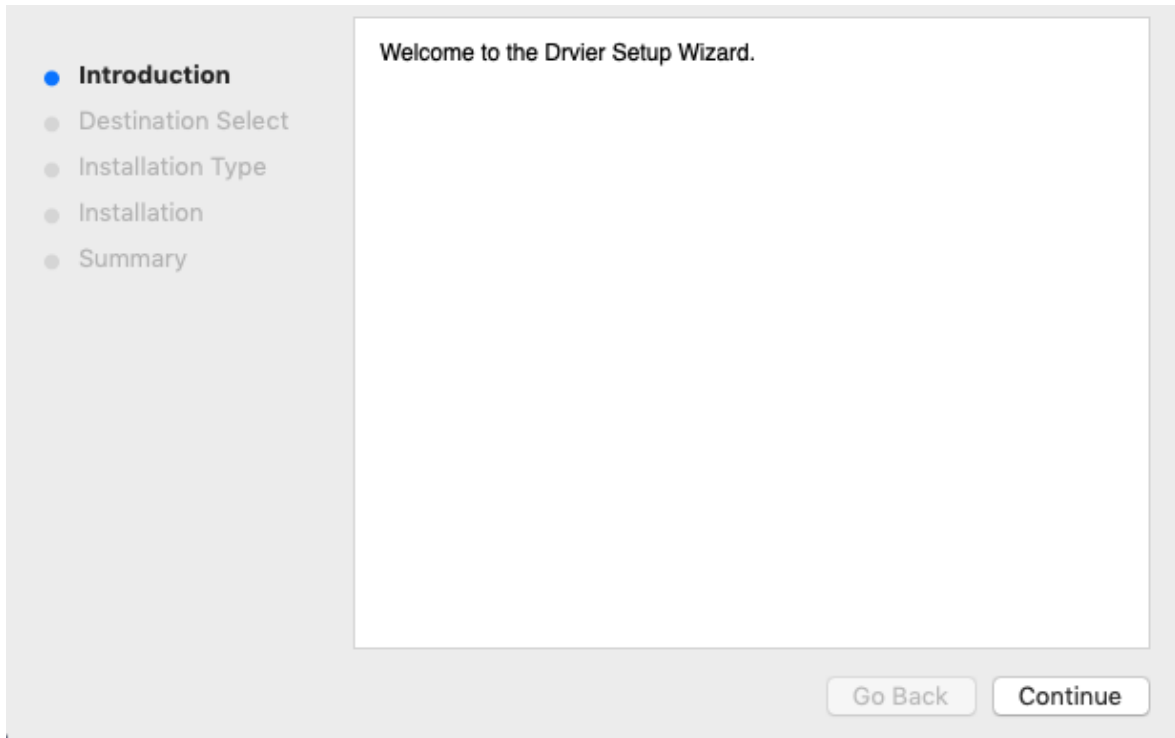 Introduction
Destination Select
Installation Type
Installation
Summary
Welcome to the Drvier Setup Wizard.
Go Back
Continue